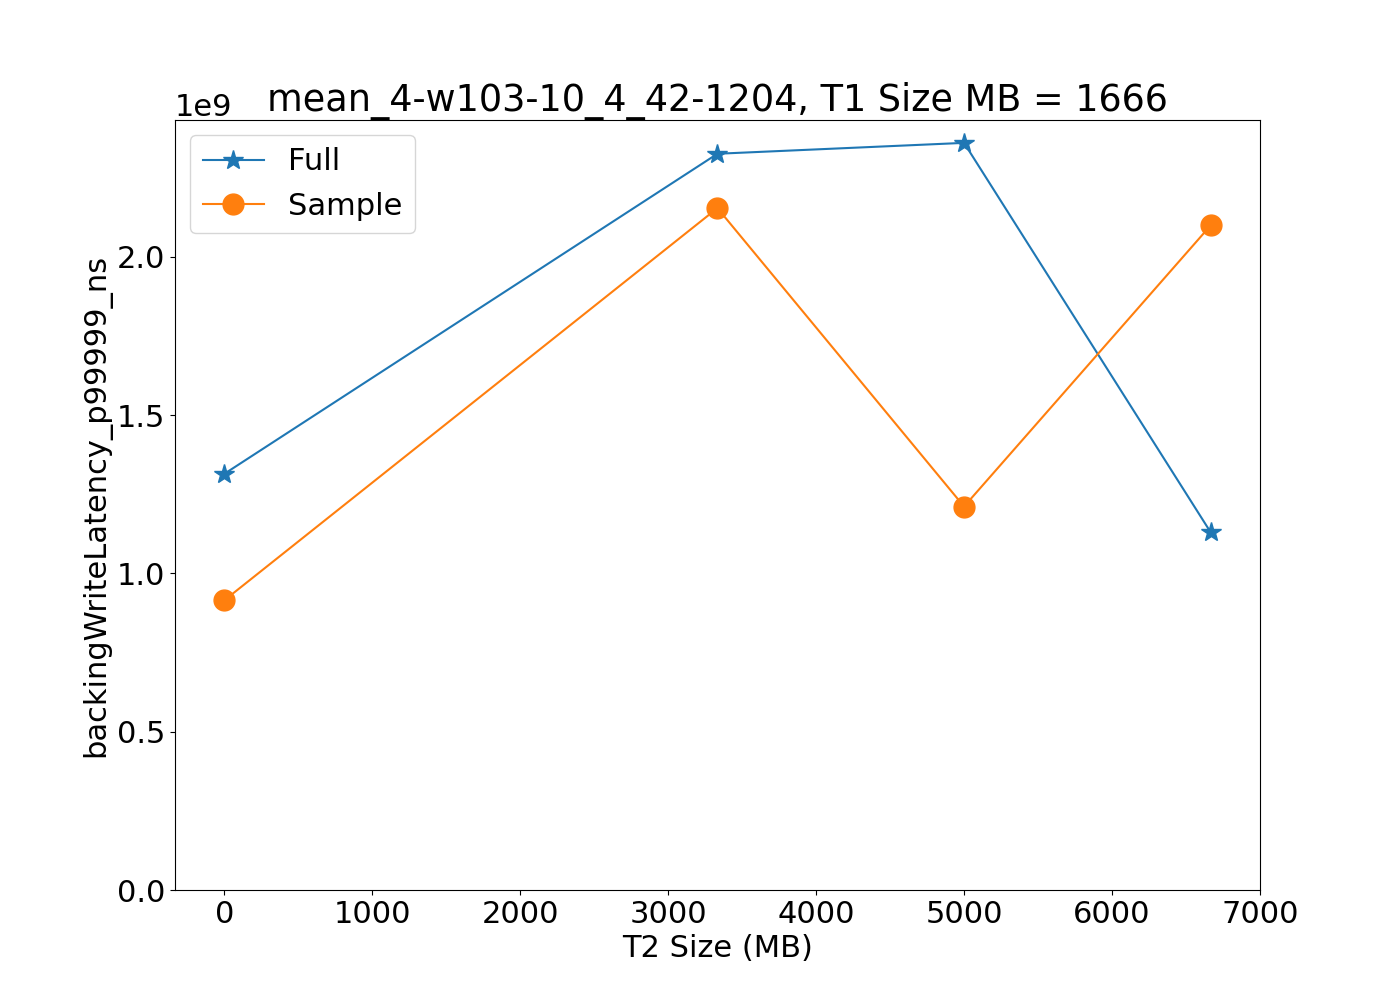 1e9
mean_4-w103-10_4_42-1204, T1 Size MB = 1666
Full
Sample
backingWriteLatency_p99999_ns
2.0
1.5
1.0
0.5
0.0
0 1000 2000 3000 4000 5000 6000 7000
T2 Size (MB)